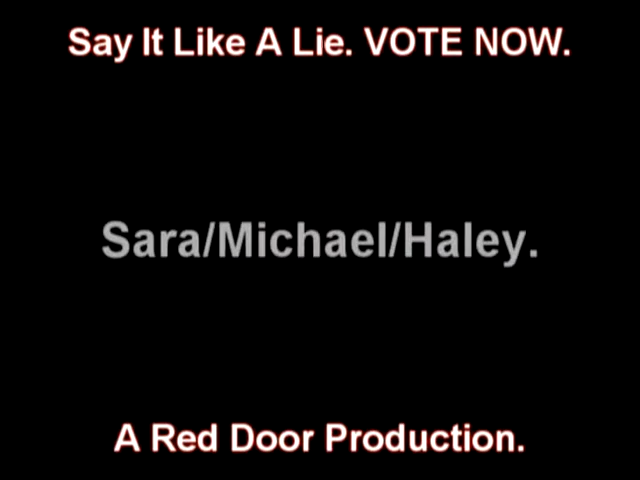 Say It Like A Lie. VOTE NOW.
Sara/Michael/Haley.
A Red Door Production.